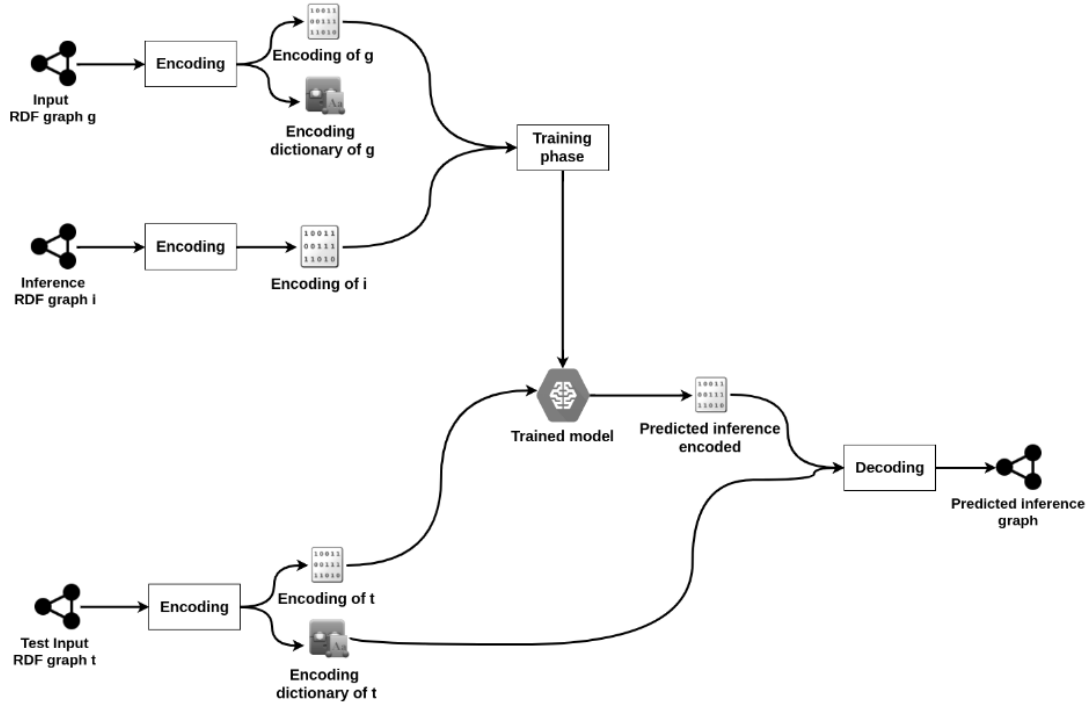 10011
00111
11010
Encoding of g
Encoding
Input
RDF graph g
Aa
Encoding
dictionary of g
Training
phase
10011
00111
11010
Encoding
Encoding of i
Inference
RDF graph i
10011
00111
11010
Trained model
Predicted inference
encoded
Decoding
Predicted inference
graph
10011
00111
11010
Encoding of t
Encoding
Test Input
RDF graph t
Aa
Encoding
dictionary of t